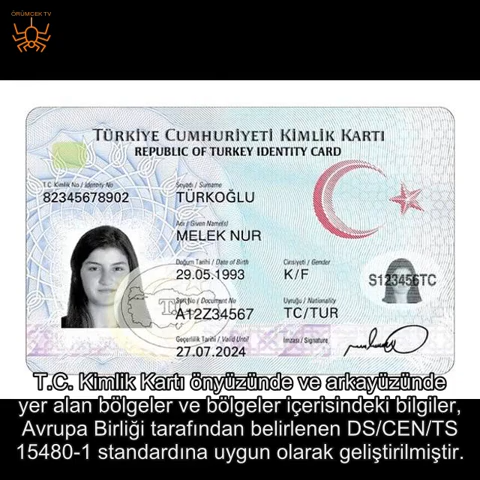 ÖRÜMCEK TV
TÜRKİYE CUMHURİYETİ KİMLİK KARTI
REPUBLIC OF TURKEY IDENTITY CARD
T.C. Kimlik No / Identity No
82345678902
Soyadı / Surname
TÜRKOĞLU
Adı / Given Name(s)
MELEK NUR
Doğum Tarihi / Date of Birth
29.05.1993
Cinsiyeti / Gender
K/F
S123456TC
Seri No / Document No
A12Z34567
Uyruğu / Nationality
TC/TUR
Geçerlilik Tarihi / Valid Until
27.07.2024
İmzası / Signature
T.C. Kimlik Kartı önyüzünde ve arkayüzünde
yer alan bölgeler ve bölgeler içerisindeki bilgiler,
Avrupa Birliği tarafından belirlenen DS/CEN/TS
15480-1 standardına uygun olarak geliştirilmiştir.